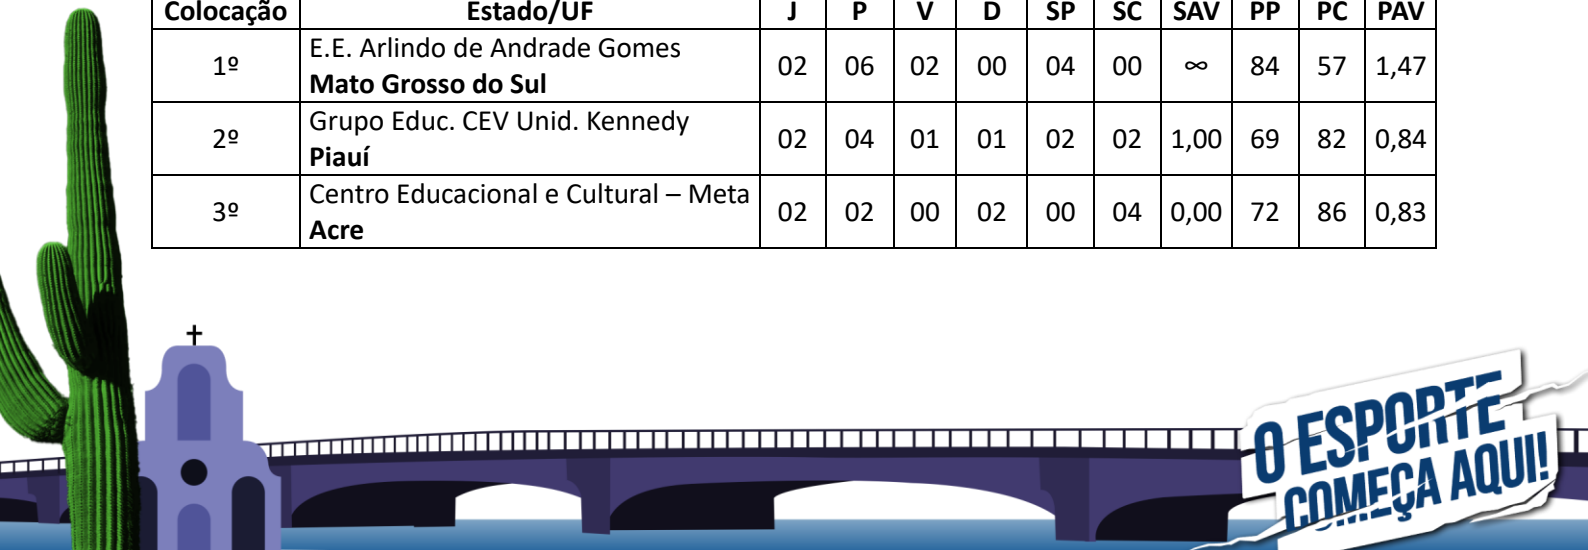 Colocação Estado/UF J P V D SP SC SAV PP PC PAV
1º E.E. Arlindo de Andrade Gomes Mato Grosso do Sul 02 06 02 00 04 00 ∞ 84 57 1,47
2º Grupo Educ. CEV Unid. Kennedy Piauí 02 04 01 01 02 02 1,00 69 82 0,84
3º Centro Educacional e Cultural – Meta Acre 02 02 00 02 00 04 0,00 72 86 0,83
O ESPORTE
COMEÇA AQUI!